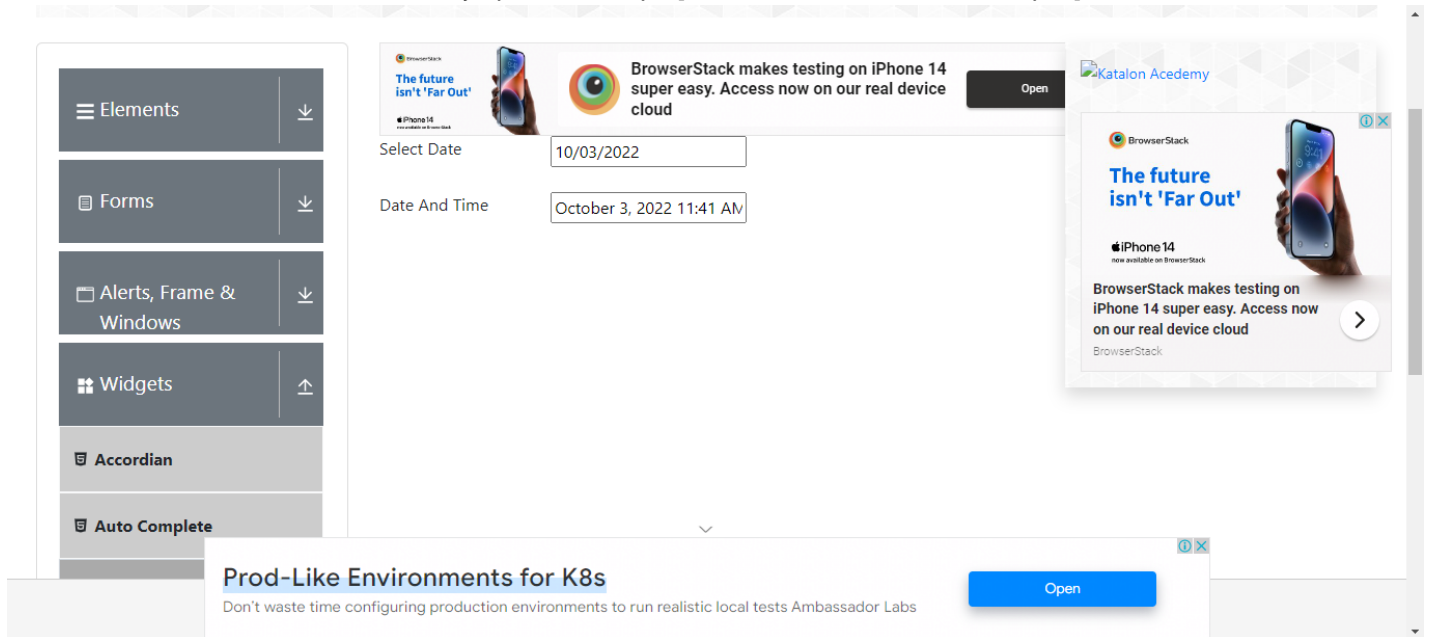 Elements
Forms
Alerts, Frame &
Windows
Widgets
Accordian
Auto Complete
BrowserStack
The future
isn't 'Far Out'
iPhone 14
now available on BrowserStack
BrowserStack makes testing on iPhone 14
super easy. Access now on our real device
cloud
Open
Select Date
10/03/2022
Date And Time
October 3, 2022 11:41 AM
Katalon Acedemy
BrowserStack
The future
isn't 'Far Out'
iPhone 14
now available on BrowserStack
BrowserStack makes testing on
iPhone 14 super easy. Access now
on our real device cloud
BrowserStack
Prod-Like Environments for K8s
Don't waste time configuring production environments to run realistic local tests Ambassador Labs
Open